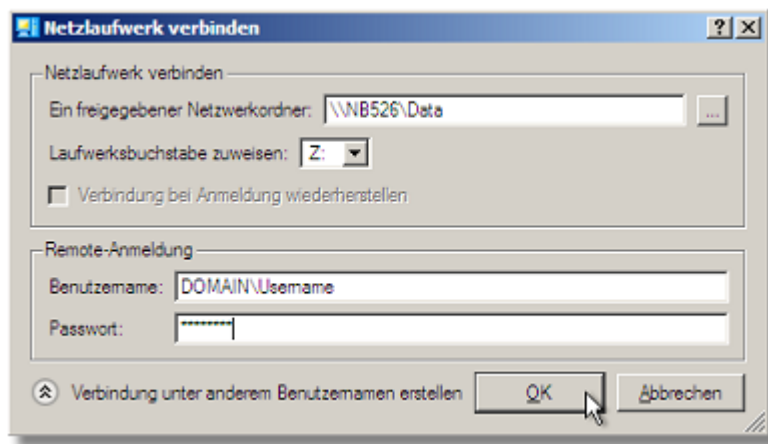 Netzlaufwerk verbinden
Netzlaufwerk verbinden
Ein freigegebener Netzwerkordner: \\NB526\Data ...
Laufwerksbuchstabe zuweisen: Z:
Verbindung bei Anmeldung wiederherstellen
Remote-Anmeldung
Benutzername: DOMAIN\Username
Passwort: ********
Verbindung unter anderem Benutzernamen erstellen OK Abbrechen